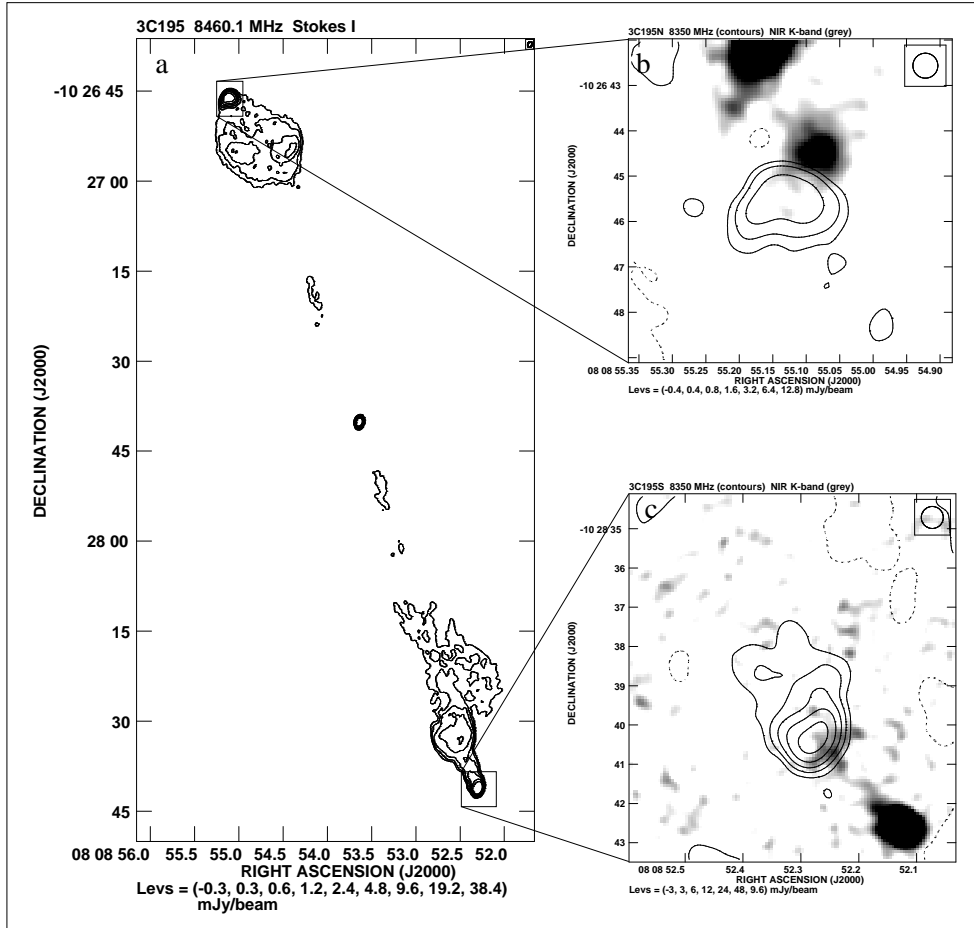 3C195 8460.1 MHz Stokes I
a
-10 26 45
27 00
15
30
45
28 00
15
30
45
DECLINATION (J2000)
08 08 56.0 55.5 55.0 54.5 54.0 53.5 53.0 52.5 52.0
RIGHT ASCENSION (J2000)
Levs = (-0.3, 0.3, 0.6, 1.2, 2.4, 4.8, 9.6, 19.2, 38.4)
mJy/beam
3C195N 8350 MHz (contours) NIR K-band (grey)
b
-10 26 43
44
45
46
47
48
DECLINATION (J2000)
08 08 55.35 55.30 55.25 55.20 55.15 55.10 55.05 55.00 54.95 54.90
RIGHT ASCENSION (J2000)
Levs = (-0.4, 0.4, 0.8, 1.6, 3.2, 6.4, 12.8) mJy/beam
3C195S 8350 MHz (contours) NIR K-band (grey)
c
-10 28 35
36
37
38
39
40
41
42
43
DECLINATION (J2000)
08 08 52.5 52.4 52.3 52.2 52.1
RIGHT ASCENSION (J2000)
Levs = (-3, 3, 6, 12, 24, 48, 9.6) mJy/beam